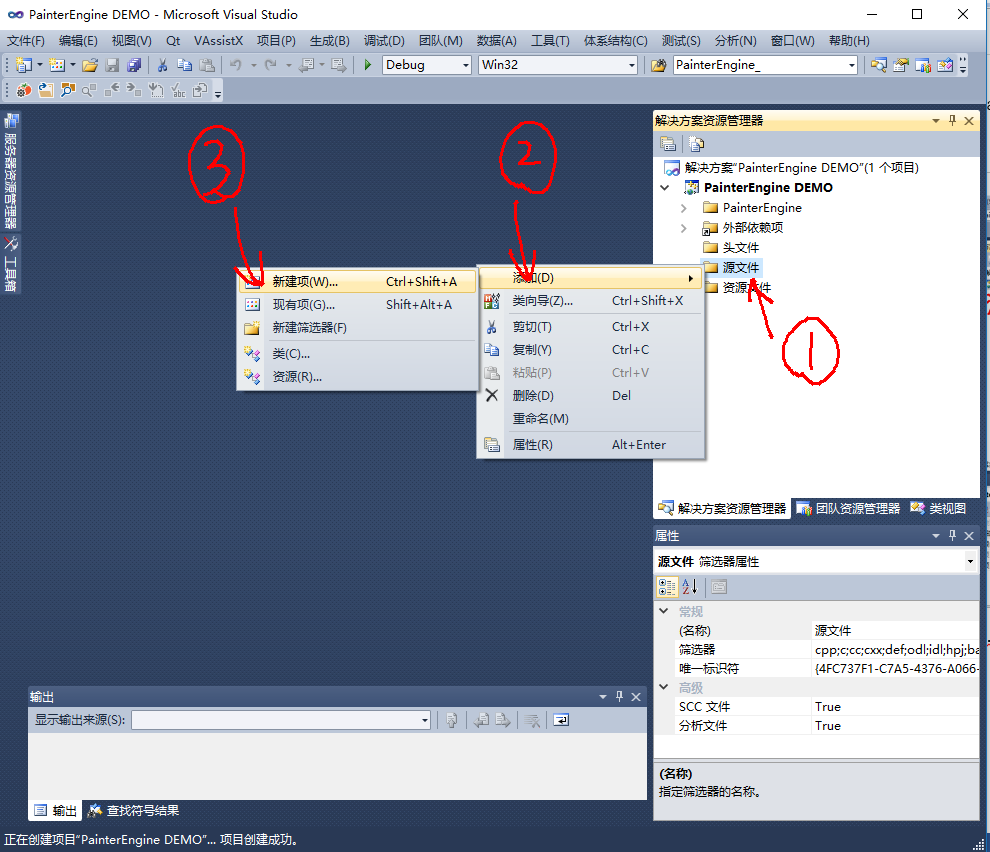 PainterEngine DEMO - Microsoft Visual Studio
文件(F) 编辑(E) 视图(V) Qt VAssistX 项目(P) 生成(B) 调试(D) 团队(M) 数据(A) 工具(T) 体系结构(C) 测试(S) 分析(N) 窗口(W) 帮助(H)
Debug Win32 PainterEngine_
服务器资源管理器
工具箱
解决方案资源管理器
解决方案"PainterEngine DEMO"(1 个项目)
PainterEngine DEMO
PainterEngine
外部依赖项
头文件
源文件
资源文件
3
2
1
添加(D)
类向导(Z)... Ctrl+Shift+X
剪切(T) Ctrl+X
复制(Y) Ctrl+C
粘贴(P) Ctrl+V
删除(D) Del
重命名(M)
属性(R) Alt+Enter
新建项(W)... Ctrl+Shift+A
现有项(G)... Shift+Alt+A
新建筛选器(F)
类(C)...
资源(R)...
解决方案资源管理器 团队资源管理器 类视图
属性
源文件 筛选器属性
常规
(名称) 源文件
筛选器 cpp;c;cc;cxx;def;odl;idl;hpj;ba
唯一标识符 {4FC737F1-C7A5-4376-A066-
高级
SCC 文件 True
分析文件 True
(名称)
指定筛选器的名称。
输出
显示输出来源(S):
输出 查找符号结果
正在创建项目"PainterEngine DEMO"... 项目创建成功。